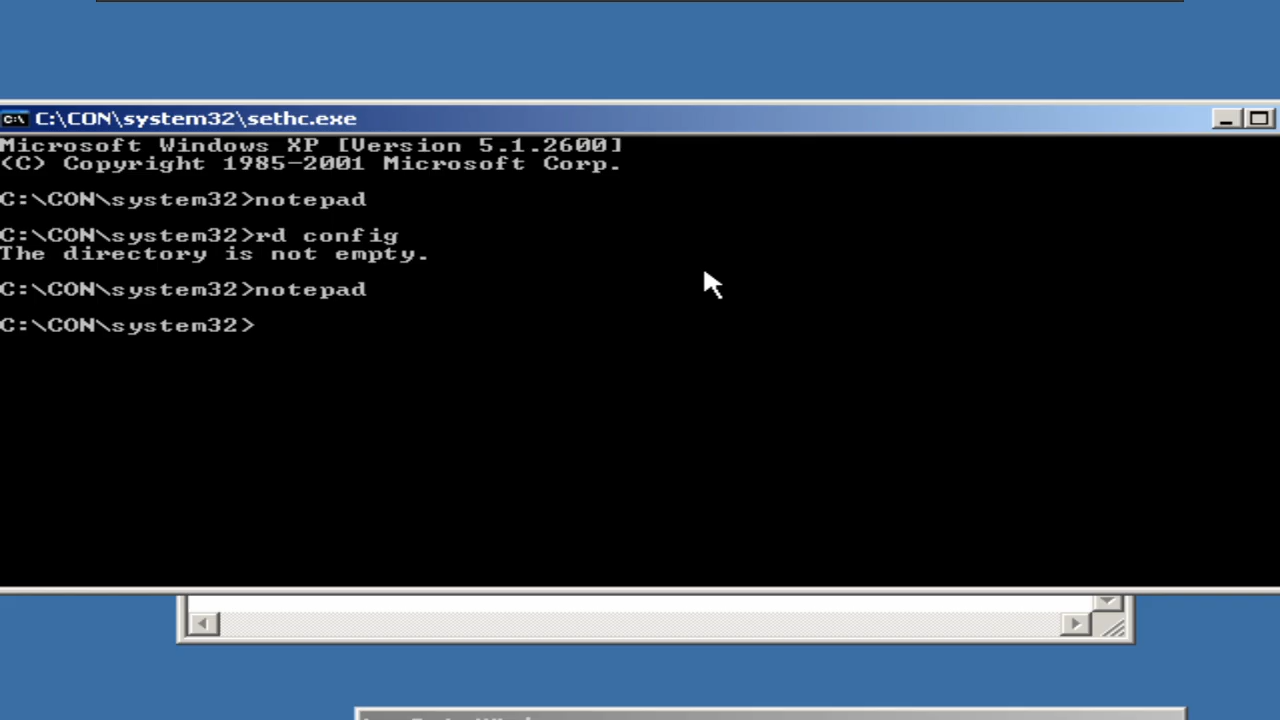 C:\CON\system32\sethc.exe
Microsoft Windows XP [Version 5.1.2600]
(C) Copyright 1985-2001 Microsoft Corp.
C:\CON\system32>notepad
C:\CON\system32>rd config
The directory is not empty.
C:\CON\system32>notepad
C:\CON\system32>